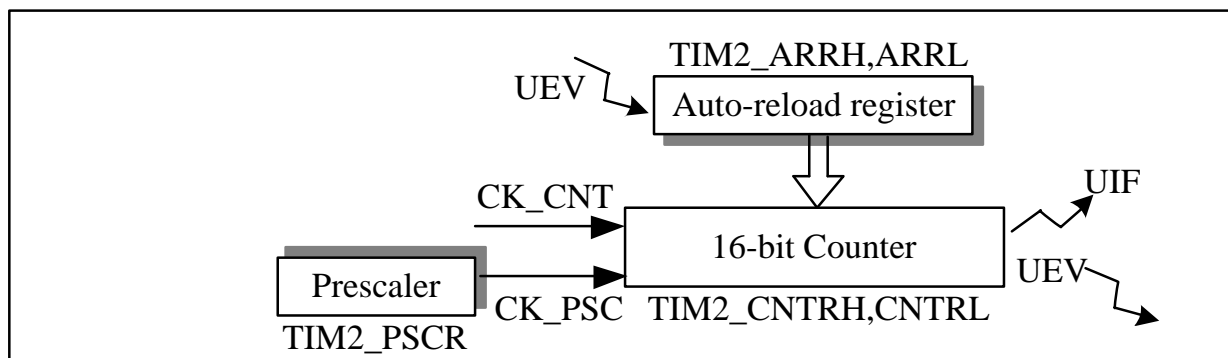 TIM2_ARRH,ARRL
UEV
Auto-reload register
CK_CNT
UIF
16-bit Counter
UEV
Prescaler
CK_PSC
TIM2_CNTRH,CNTRL
TIM2_PSCR